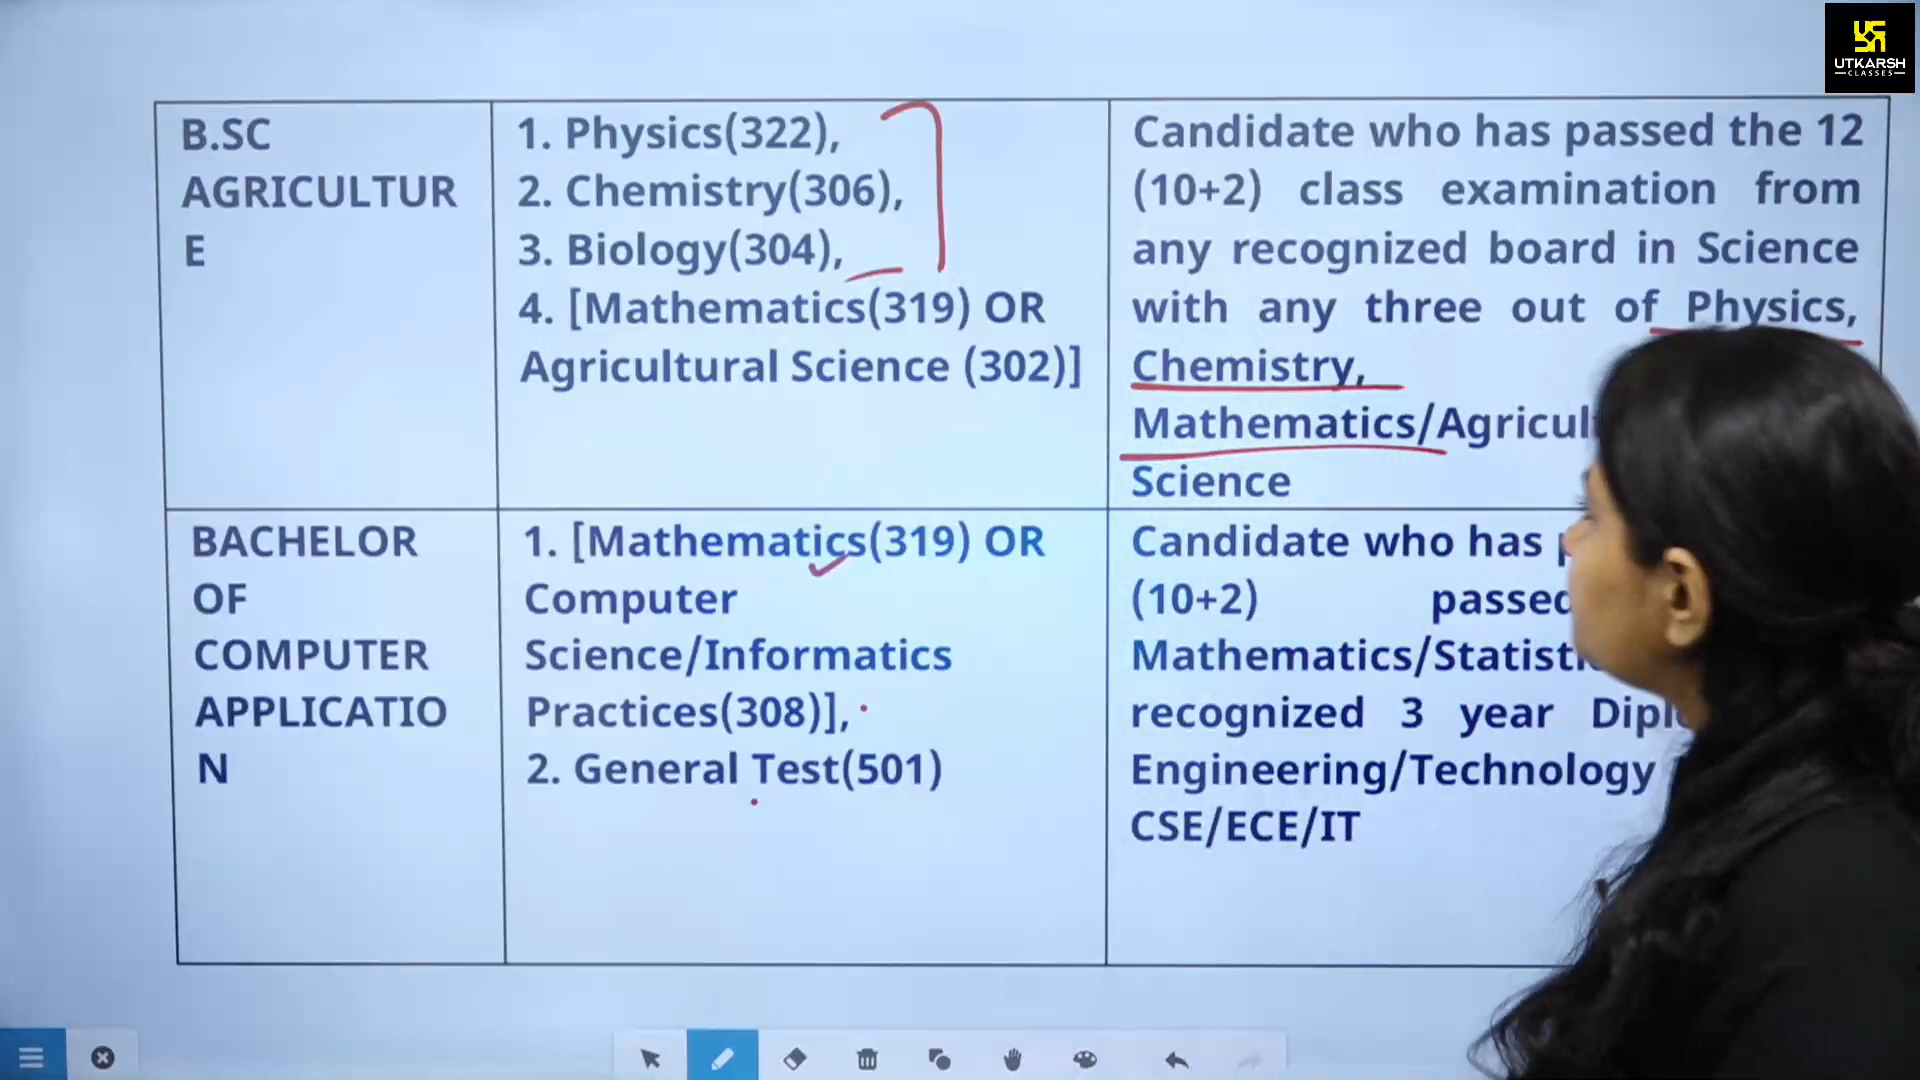 UTKARSH
CLASSES
B.SC
AGRICULTUR
E
1. Physics(322),
2. Chemistry(306),
3. Biology(304),
4. [Mathematics(319) OR
Agricultural Science (302)]
Candidate who has passed the 12
(10+2) class examination from
any recognized board in Science
with any three out of Physics,
Chemistry,
Mathematics/
Science
BACHELOR
OF
COMPUTER
APPLICATIO
N
1. [Mathematics(319) OR
Computer
Science/Informatics
Practices(308)],
2. General Test(501)
Candidate who has
(10+2) passed
Mathematics/
recognized 3 year
Engineering/Technology
CSE/ECE/IT